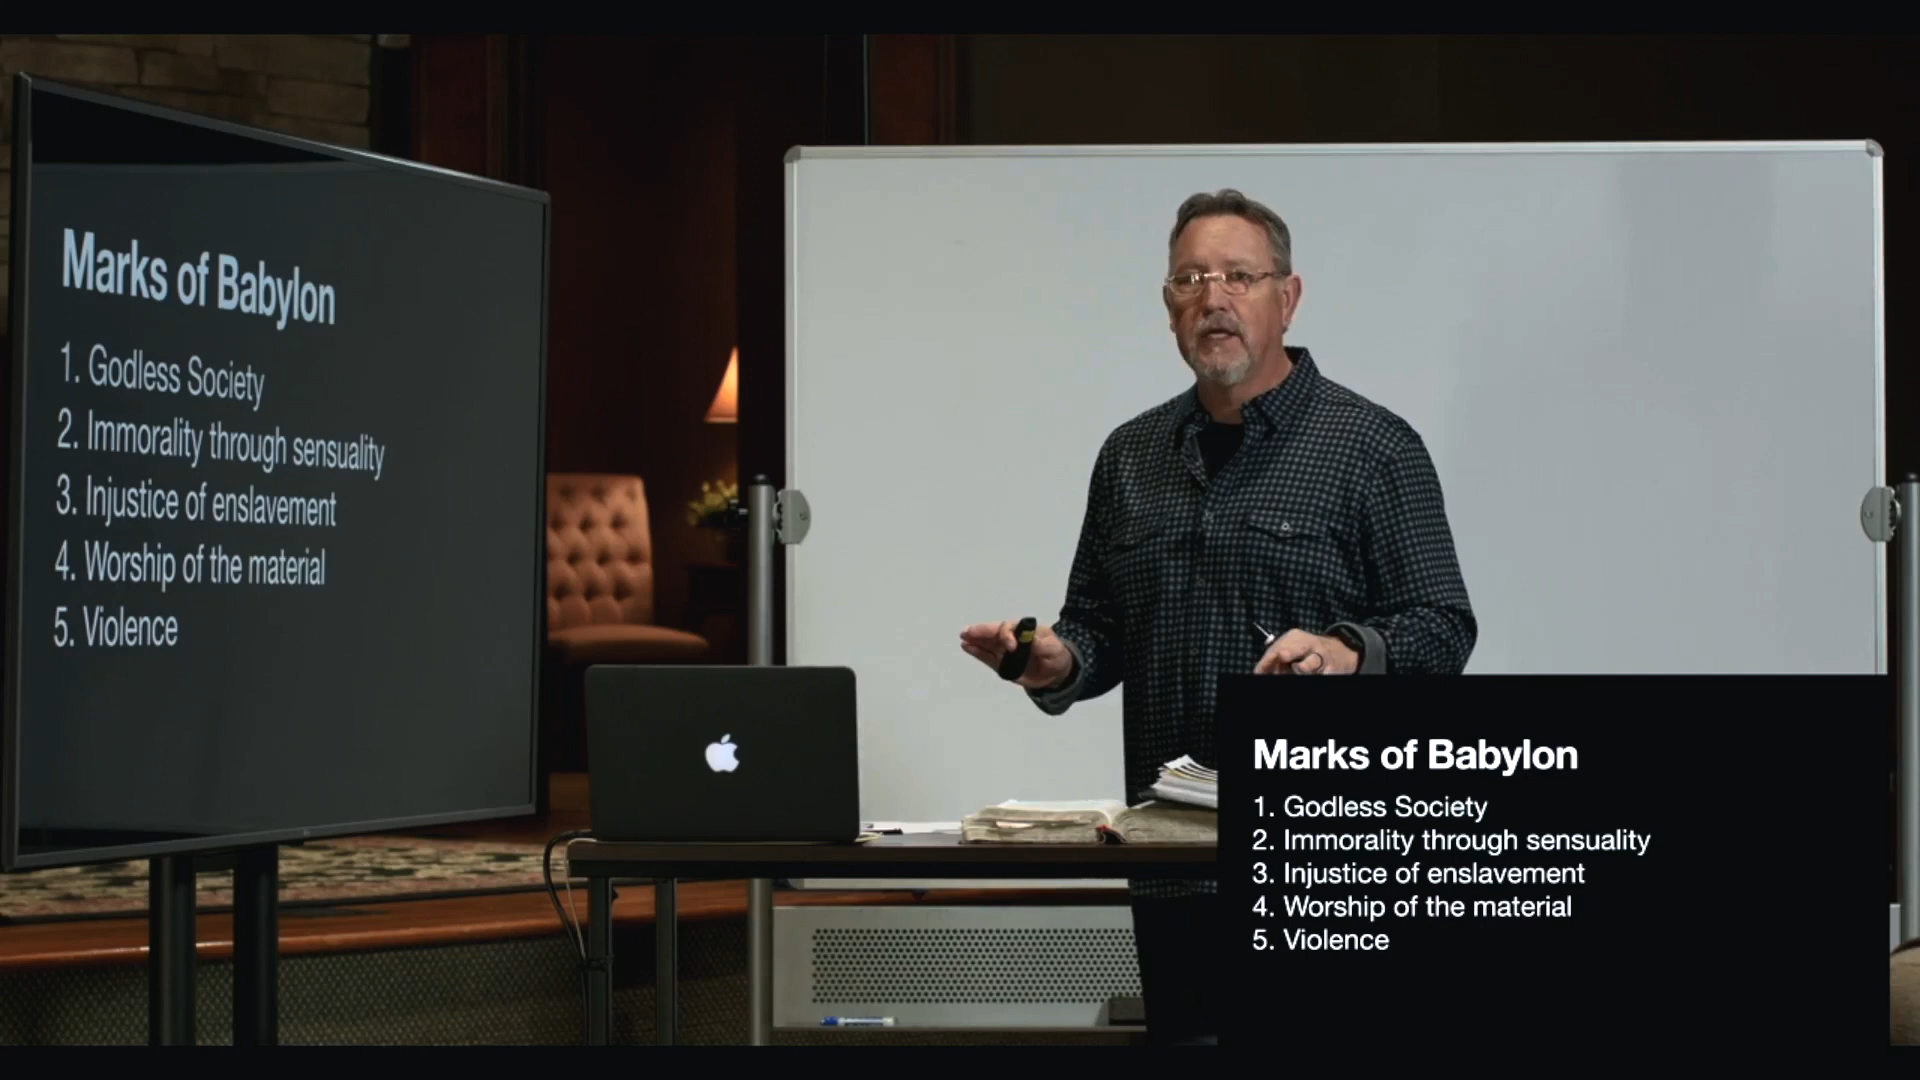 Marks of Babylon
1. Godless Society
2. Immorality through sensuality
3. Injustice of enslavement
4. Worship of the material
5. Violence
Marks of Babylon
1. Godless Society
2. Immorality through sensuality
3. Injustice of enslavement
4. Worship of the material
5. Violence